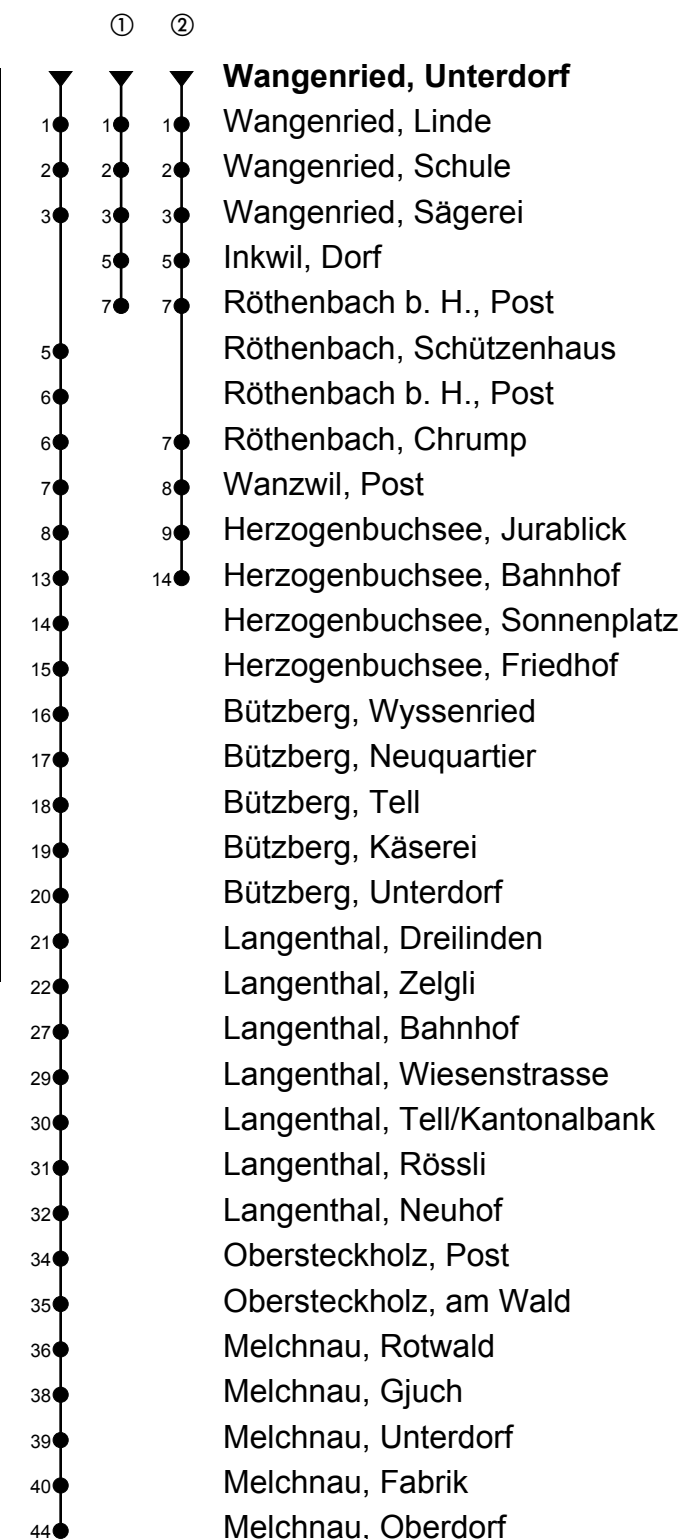 ① ②
Wangenried, Unterdorf
1 1 1 Wangenried, Linde
2 2 2 Wangenried, Schule
3 3 3 Wangenried, Sägerei
5 5 Inkwil, Dorf
7 7 Röthenbach b. H., Post
5 Röthenbach, Schützenhaus
6 Röthenbach b. H., Post
6 7 Röthenbach, Chrump
7 8 Wanzwil, Post
8 9 Herzogenbuchsee, Jurablick
13 14 Herzogenbuchsee, Bahnhof
14 Herzogenbuchsee, Sonnenplatz
15 Herzogenbuchsee, Friedhof
16 Bützberg, Wyssenried
17 Bützberg, Neuquartier
18 Bützberg, Tell
19 Bützberg, Käserei
20 Bützberg, Unterdorf
21 Langenthal, Dreilinden
22 Langenthal, Zelgli
27 Langenthal, Bahnhof
29 Langenthal, Wiesenstrasse
30 Langenthal, Tell/Kantonalbank
31 Langenthal, Rössli
32 Langenthal, Neuhof
34 Obersteckholz, Post
35 Obersteckholz, am Wald
36 Melchnau, Rotwald
38 Melchnau, Gjuch
39 Melchnau, Unterdorf
40 Melchnau, Fabrik
44 Melchnau, Oberdorf